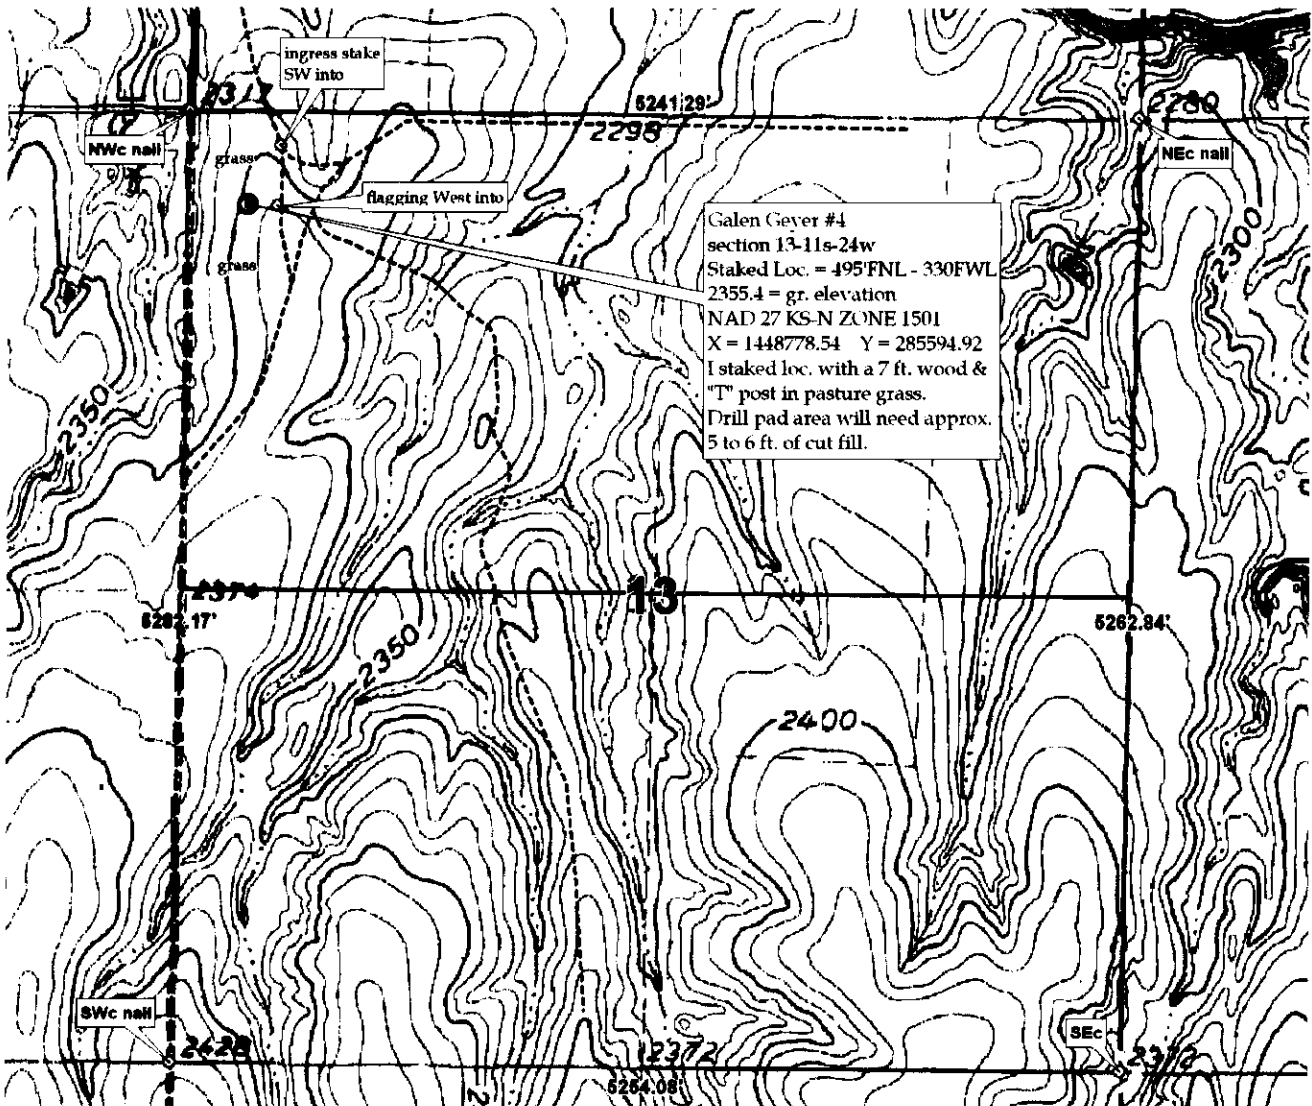 ingress stake
SW into
2317
5241.29'
2280
2298
NWc nail
NEc nail
grass
flagging West into
Galen Geyer #4
section 13-11s-24w
Staked Loc. = 495'FNL - 330FWL
2355.4 = gr. elevation
NAD 27 KS-N ZONE 1501
X = 1448778.54 Y = 285594.92
I staked loc. with a 7 ft. wood &
"T" post in pasture grass.
Drill pad area will need approx.
5 to 6 ft. of cut fill.
2300
grass
2350
2374
13
5262.84'
2350
2400
SWc nail
2428
2372
SEc
5254.08'